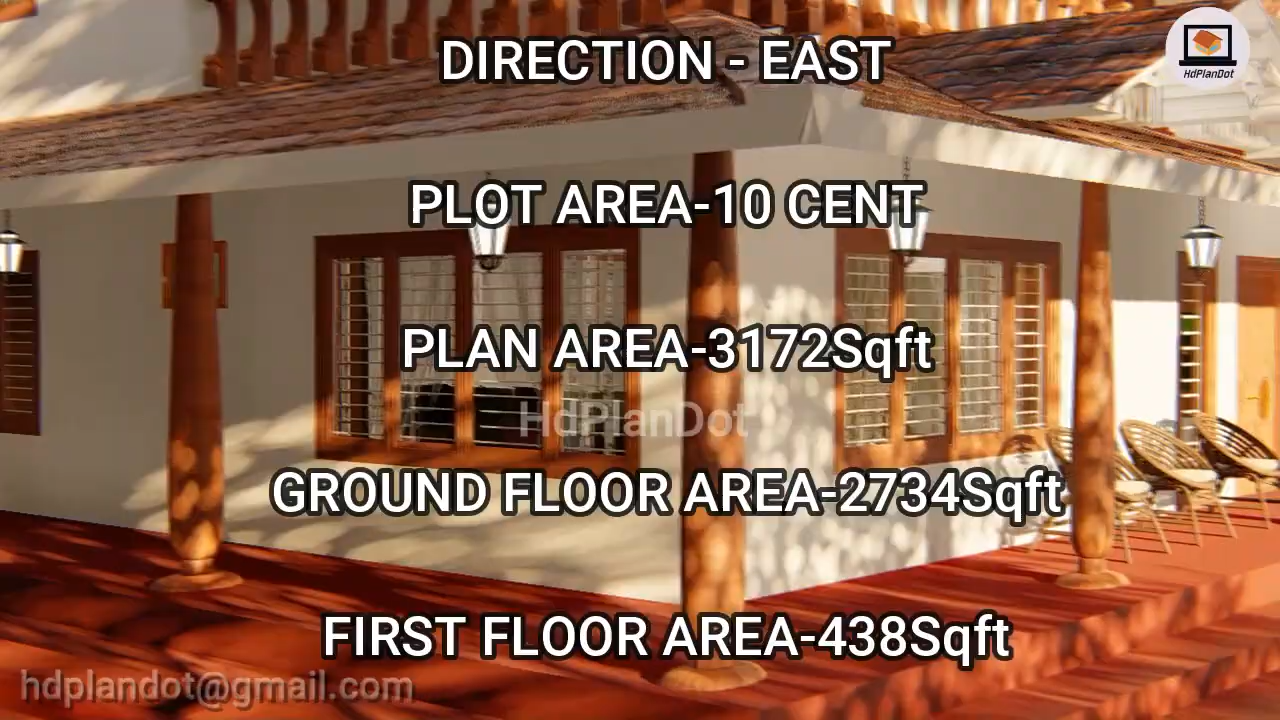 DIRECTION - EAST
HdPlanDot
PLOT AREA-10 CENT
PLAN AREA-3172Sqft
HdPlanDot
GROUND FLOOR AREA-2734Sqft
FIRST FLOOR AREA-438Sqft
hdplandot@gmail.com